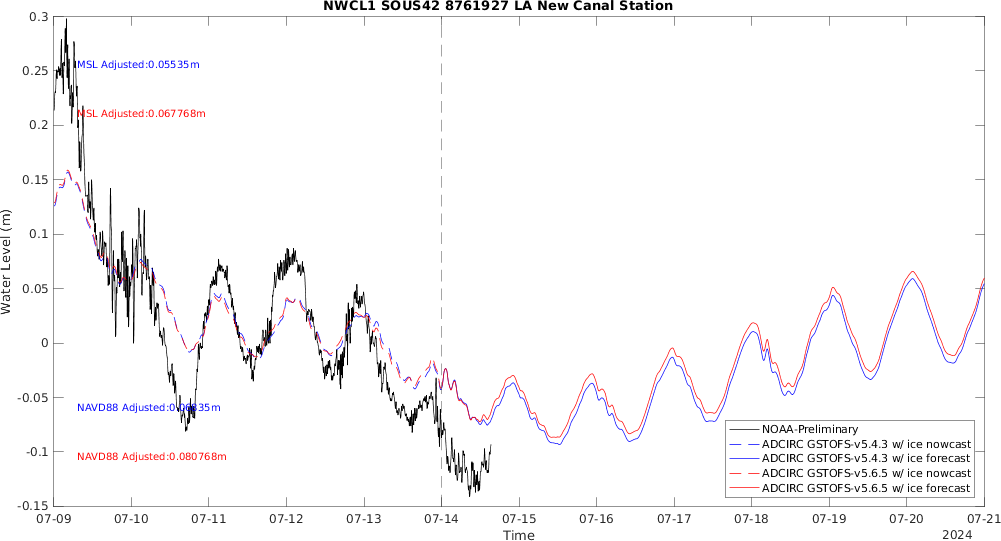 NWCL1 SOUS42 8761927 LA New Canal Station
0.3
0.25
0.2
0.15
0.1
0.05
0
-0.05
-0.1
-0.15
Water Level (m)
MSL Adjusted:0.05535m
MSL Adjusted:0.067768m
NAVD88 Adjusted:0.06835m
NAVD88 Adjusted:0.080768m
NOAA-Preliminary
ADCIRC GSTOFS-v5.4.3 w/ ice nowcast
ADCIRC GSTOFS-v5.4.3 w/ ice forecast
ADCIRC GSTOFS-v5.6.5 w/ ice nowcast
ADCIRC GSTOFS-v5.6.5 w/ ice forecast
07-09 07-10 07-11 07-12 07-13 07-14 07-15 07-16 07-17 07-18 07-19 07-20 07-21
Time
2024